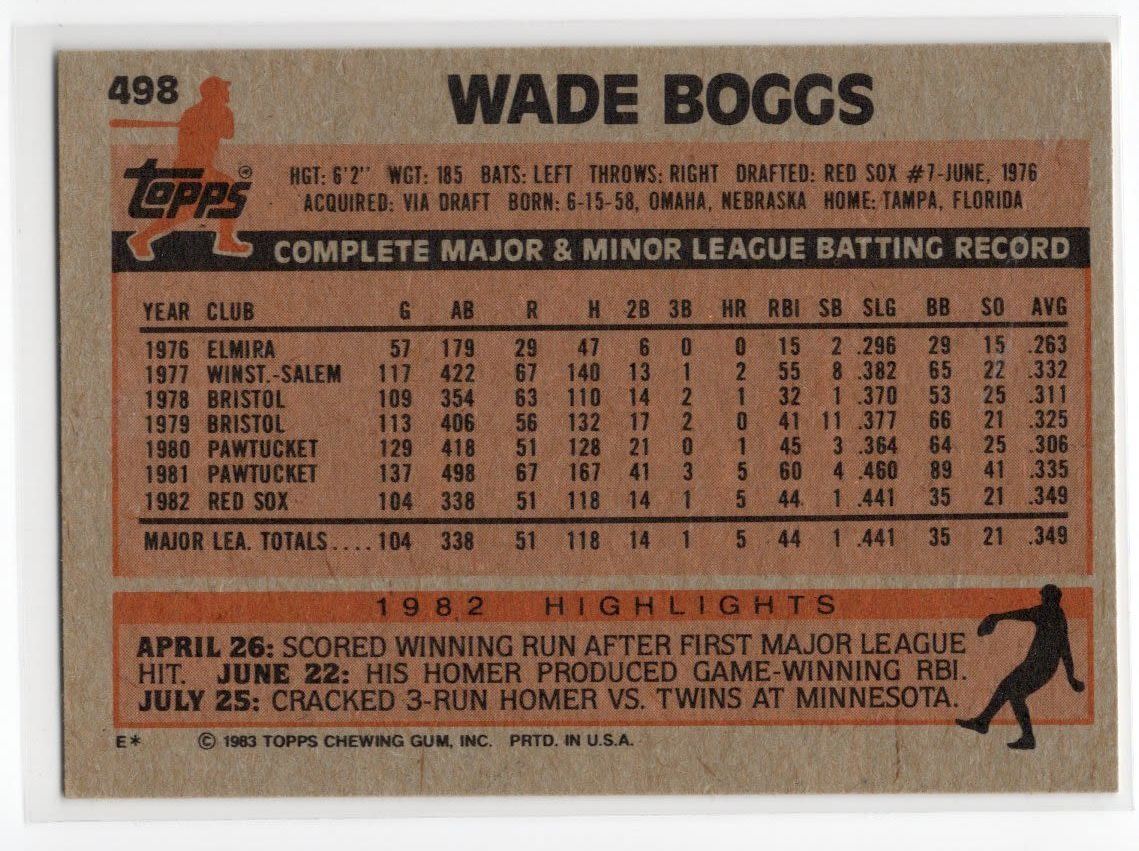 498
WADE BOGGS
TOPPS ®
HGT: 6'2" WGT: 185 BATS: LEFT THROWS: RIGHT DRAFTED: RED SOX #7-JUNE, 1976
ACQUIRED: VIA DRAFT BORN: 6-15-58, OMAHA, NEBRASKA HOME: TAMPA, FLORIDA
COMPLETE MAJOR & MINOR LEAGUE BATTING RECORD
YEAR CLUB G AB R H 2B 3B HR RBI SB SLG BB SO AVG
1976 ELMIRA 57 179 29 47 6 0 0 15 2 .296 29 15 .263
1977 WINST.-SALEM 117 422 67 140 13 1 2 55 8 .382 65 22 .332
1978 BRISTOL 109 354 63 110 14 2 1 32 1 .370 53 25 .311
1979 BRISTOL 113 406 56 132 17 2 0 41 11 .377 66 21 .325
1980 PAWTUCKET 129 418 51 128 21 0 1 45 3 .364 64 25 .306
1981 PAWTUCKET 137 498 67 167 41 3 5 60 4 .460 89 41 .335
1982 RED SOX 104 338 51 118 14 1 5 44 1 .441 35 21 .349
MAJOR LEA. TOTALS.... 104 338 51 118 14 1 5 44 1 .441 35 21 .349
1982 HIGHLIGHTS
APRIL 26: SCORED WINNING RUN AFTER FIRST MAJOR LEAGUE
HIT. JUNE 22: HIS HOMER PRODUCED GAME-WINNING RBI.
JULY 25: CRACKED 3-RUN HOMER VS. TWINS AT MINNESOTA.
E* © 1983 TOPPS CHEWING GUM, INC. PRTD. IN U.S.A.